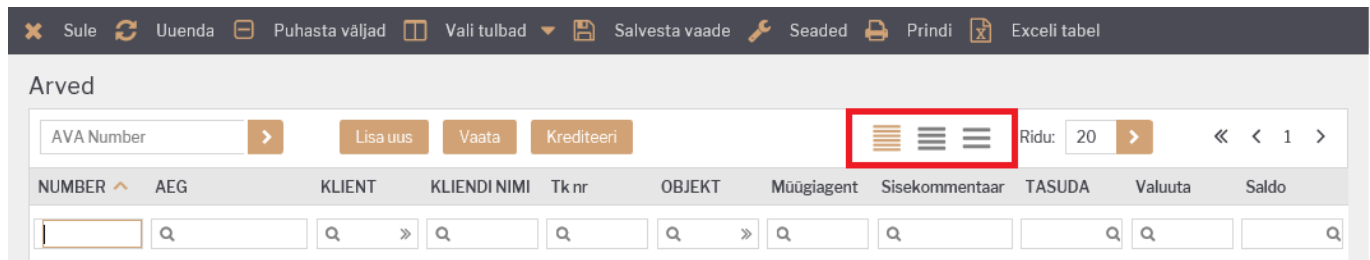 Sule Uuenda Puhasta väljad Vali tulbad Salvesta vaade Seaded Prindi Exceli tabel
Arved
AVA Number Lisa uus Vaata Krediteeri Ridu: 20 1
NUMBER AEG KLIENT KLIENDI NIMI Tk nr OBJEKT Müügiagent Sisekommentaar TASUDA Valuuta Saldo